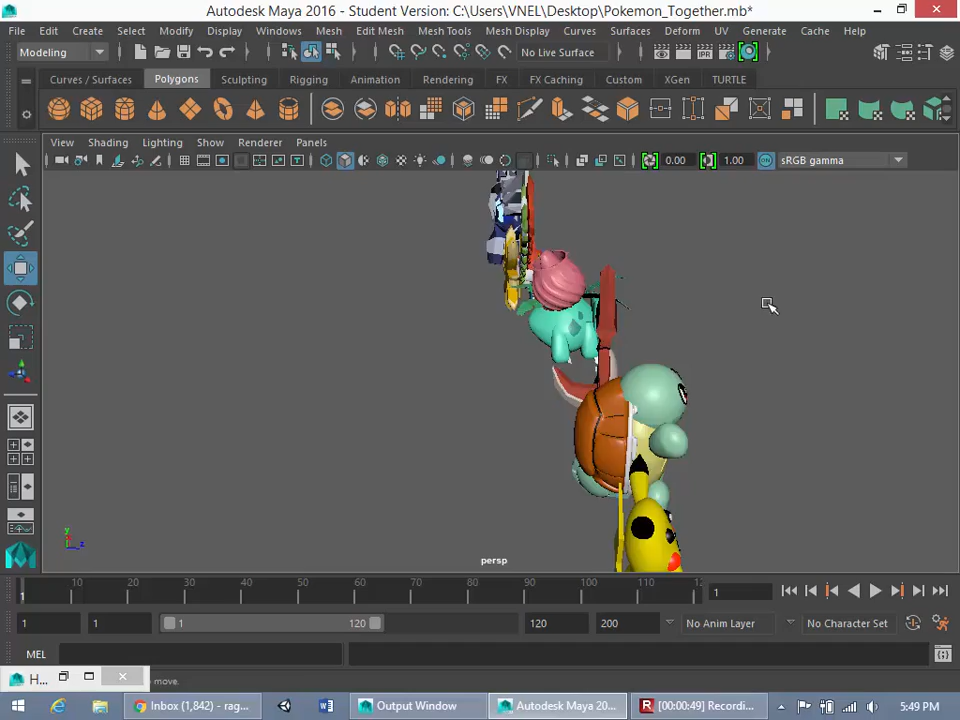 Autodesk Maya 2016 - Student Version: C:\Users\VNEL\Desktop\Pokemon_Together.mb*
File Edit Create Select Modify Display Windows Mesh Edit Mesh Mesh Tools Mesh Display Curves Surfaces Deform UV Generate Cache Help
Modeling No Live Surface
Curves / Surfaces Polygons Sculpting Rigging Animation Rendering FX FX Caching Custom XGen TURTLE
View Shading Lighting Show Renderer Panels
0.00 1.00 ON sRGB gamma
y
z
persp
10 20 30 40 50 60 70 80 90 100 110 12
1 1
1 1 1 120 120 200 No Anim Layer No Character Set
MEL
H... move.
Inbox (1,842) - rag... Output Window Autodesk Maya 20... [00:00:49] Recordi... 5:49 PM